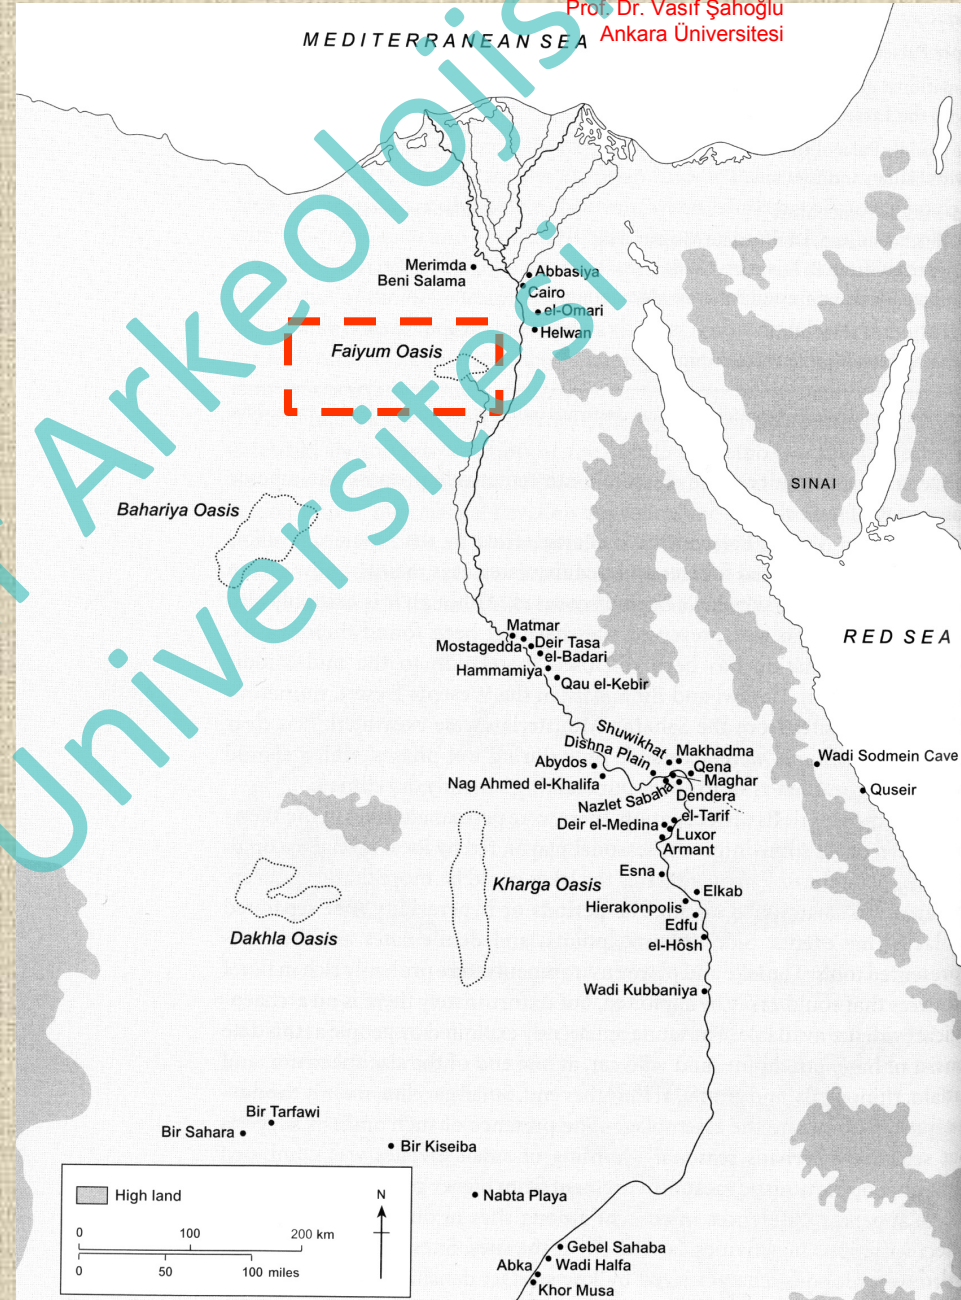 Prof. Dr. Vasıf Şahoğlu
Ankara Üniversitesi
MEDITERRANEAN SEA
Arkeolojis
Üniversitesi
Merimda
Beni Salama
Abbasiya
Cairo
el-Omari
Helwan
Faiyum Oasis
SINAI
Bahariya Oasis
RED SEA
Matmar
Mostagedda
Deir Tasa
el-Badari
Hammamiya
Qau el-Kebir
Shuwikhat
Makhadma
Dishna Plain
Qena
Abydos
Maghar
Nag Ahmed el-Khalifa
Nazlet Sabaha
Dendera
Wadi Sodmein Cave
Quseir
el-Tarif
Deir el-Medina
Luxor
Armant
Esna
Kharga Oasis
Elkab
Hierakonpolis
Edfu
el-Hôsh
Dakhla Oasis
Wadi Kubbaniya
Bir Tarfawi
Bir Sahara
Bir Kiseiba
Nabta Playa
High land
N
0 100 200 km
0 50 100 miles
Gebel Sahaba
Wadi Halfa
Abka
Khor Musa